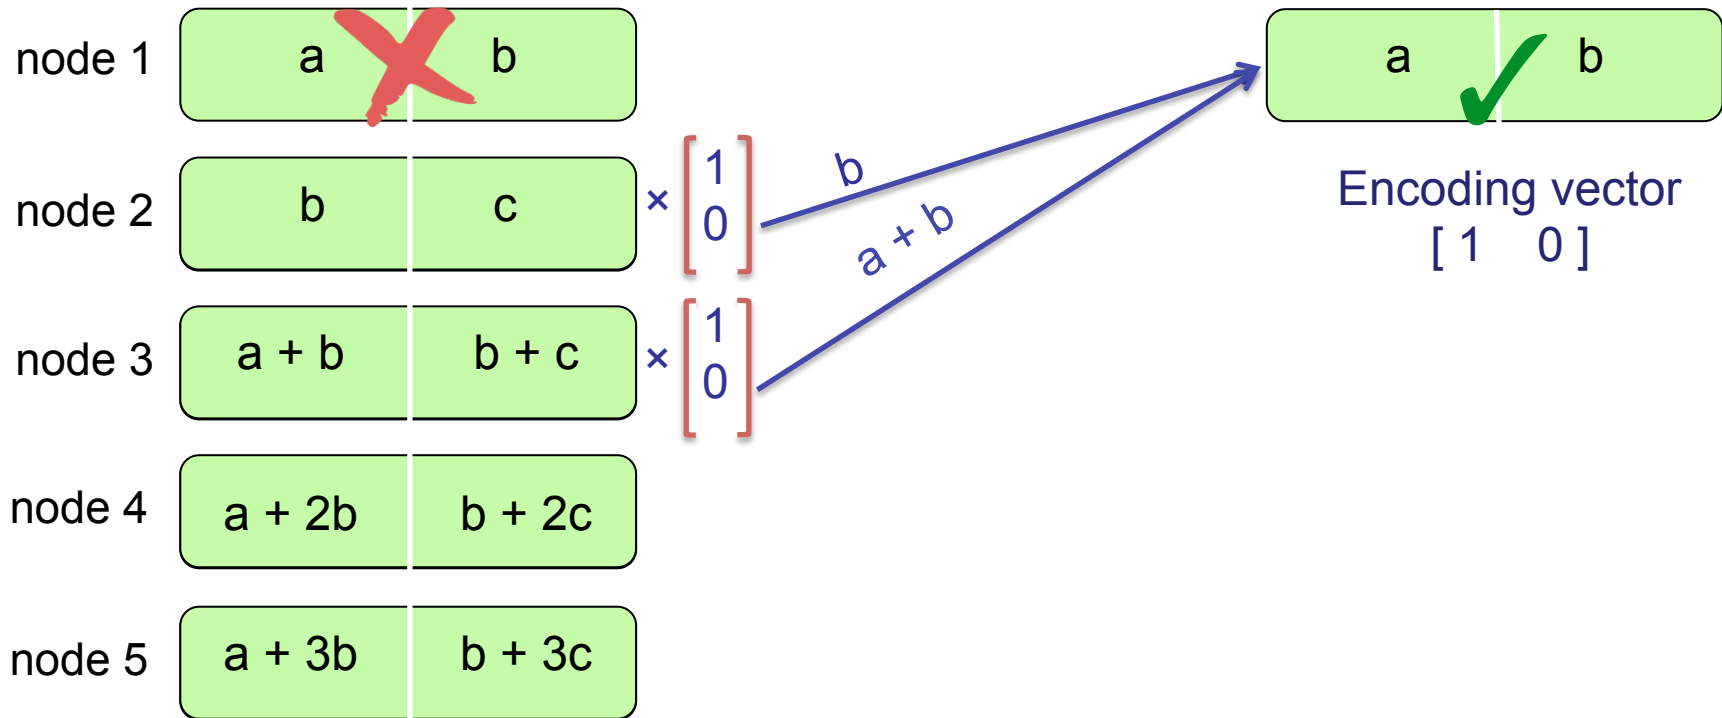 node 1 a b
node 2 b c × [ 1 0 ]
node 3 a + b b + c × [ 1 0 ]
node 4 a + 2b b + 2c
node 5 a + 3b b + 3c
b
a + b
a b
Encoding vector
[ 1 0 ]